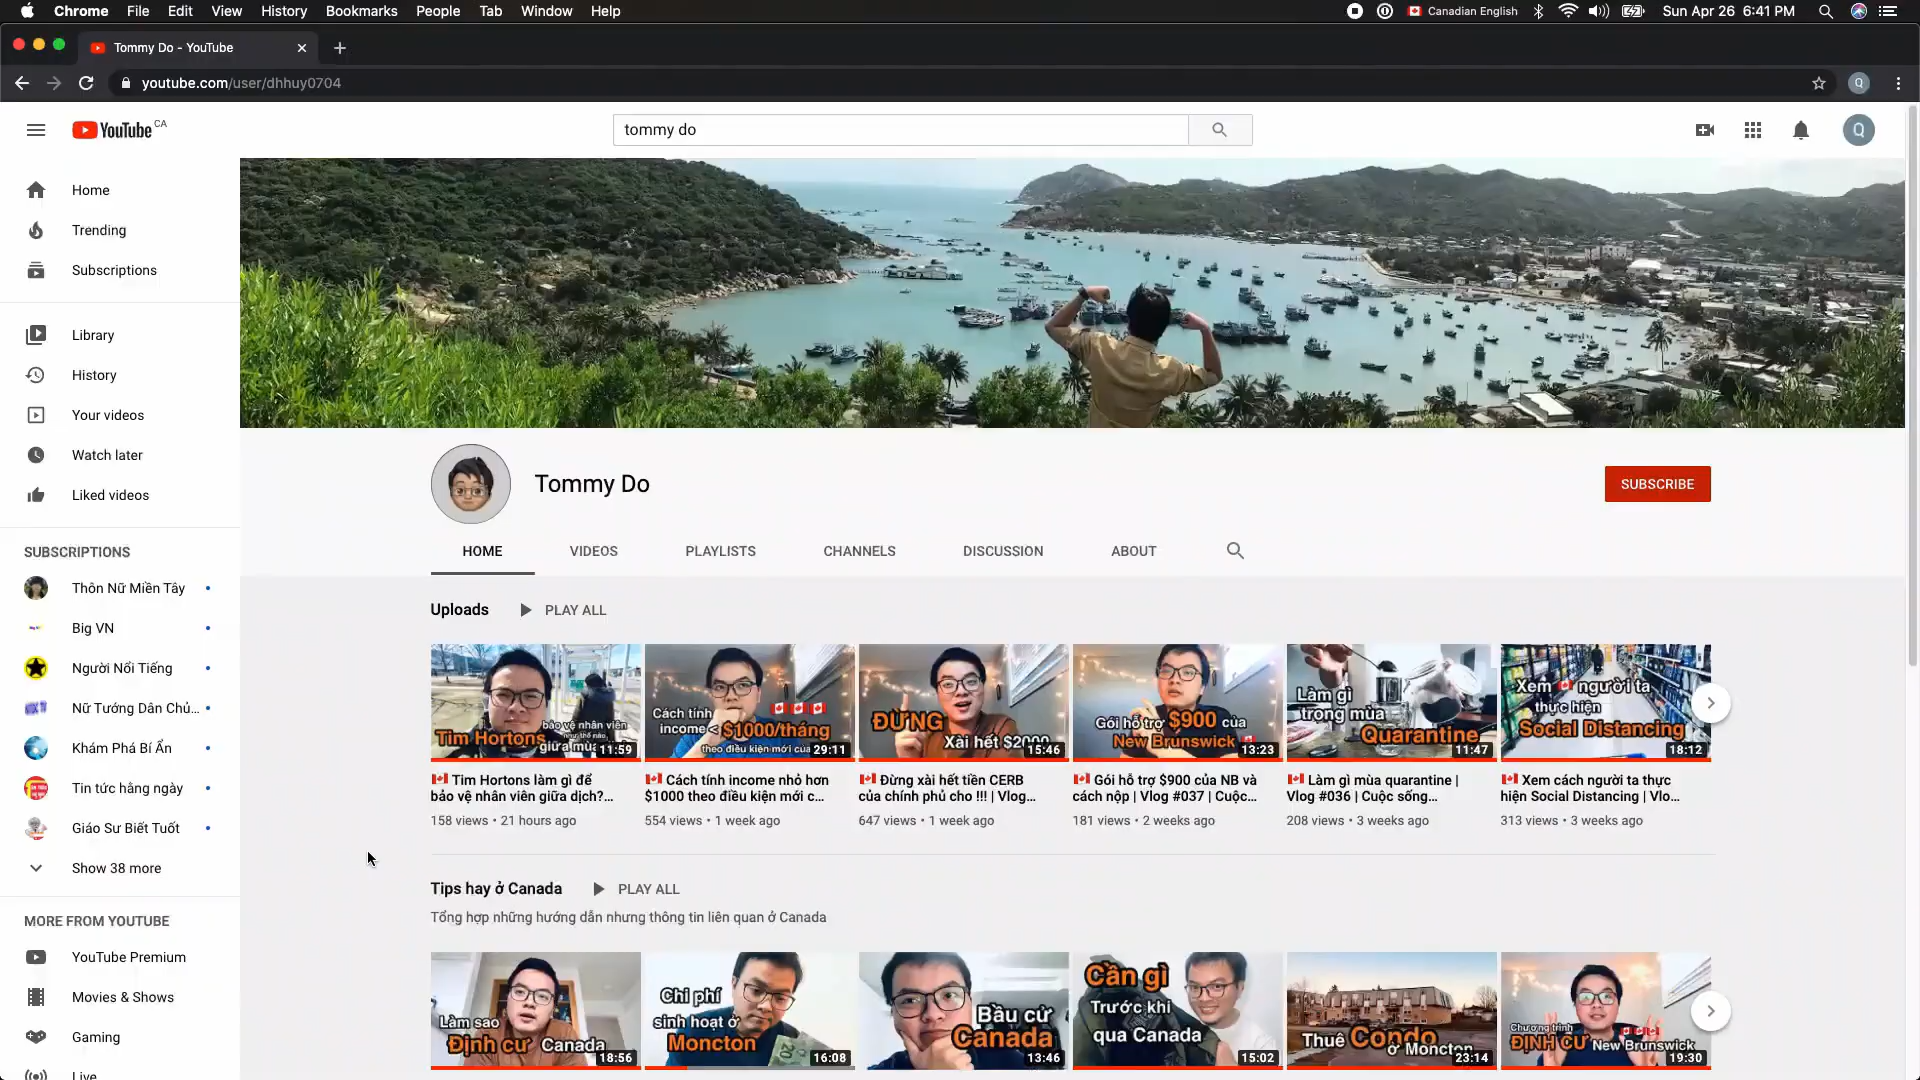 Chrome File Edit View History Bookmarks People Tab Window Help
Canadian English Sun Apr 26 6:41 PM
Tommy Do - YouTube
youtube.com/user/dhhuy0704
YouTube CA
tommy do
Q
Q
Home
Trending
Subscriptions
Library
History
Your videos
Watch later
Liked videos
SUBSCRIPTIONS
Thôn Nữ Miền Tây
Big VN
Người Nổi Tiếng
Nữ Tướng Dân Chủ...
Khám Phá Bí Ẩn
Tin tức hằng ngày
Giáo Sư Biết Tuốt
Show 38 more
MORE FROM YOUTUBE
YouTube Premium
Movies & Shows
Gaming
Live
Tommy Do
SUBSCRIBE
HOME VIDEOS PLAYLISTS CHANNELS DISCUSSION ABOUT
Uploads PLAY ALL
bảo vệ nhân viên
Tim Hortons
giữa mùa
11:59
Cách tính
income < $1000/tháng
theo điều kiện mới của
29:11
ĐỪNG
Xài hết $2000
15:46
Gói hỗ trợ $900 của
New Brunswick
13:23
Làm gì
trong mùa
Quarantine
11:47
Xem người ta
thực hiện
Social Distancing
18:12
Tim Hortons làm gì để
bảo vệ nhân viên giữa dịch?...
158 views • 21 hours ago
Cách tính income nhỏ hơn
$1000 theo điều kiện mới c...
554 views • 1 week ago
Đừng xài hết tiền CERB
của chính phủ cho !!! | Vlog...
647 views • 1 week ago
Gói hỗ trợ $900 của NB và
cách nộp | Vlog #037 | Cuộc...
181 views • 2 weeks ago
Làm gì mùa quarantine |
Vlog #036 | Cuộc sống...
208 views • 3 weeks ago
Xem cách người ta thực
hiện Social Distancing | Vlo...
313 views • 3 weeks ago
Tips hay ở Canada PLAY ALL
Tổng hợp những hướng dẫn nhưng thông tin liên quan ở Canada
Làm sao
Định cư Canada
18:56
Chi phí
sinh hoạt ở
Moncton
16:08
Bầu cử
Canada
13:46
Cần gì
Trước khi
qua Canada
15:02
Thuê Condo
ở Moncton
23:14
Chương trình
ĐỊNH CƯ New Brunswick
19:30